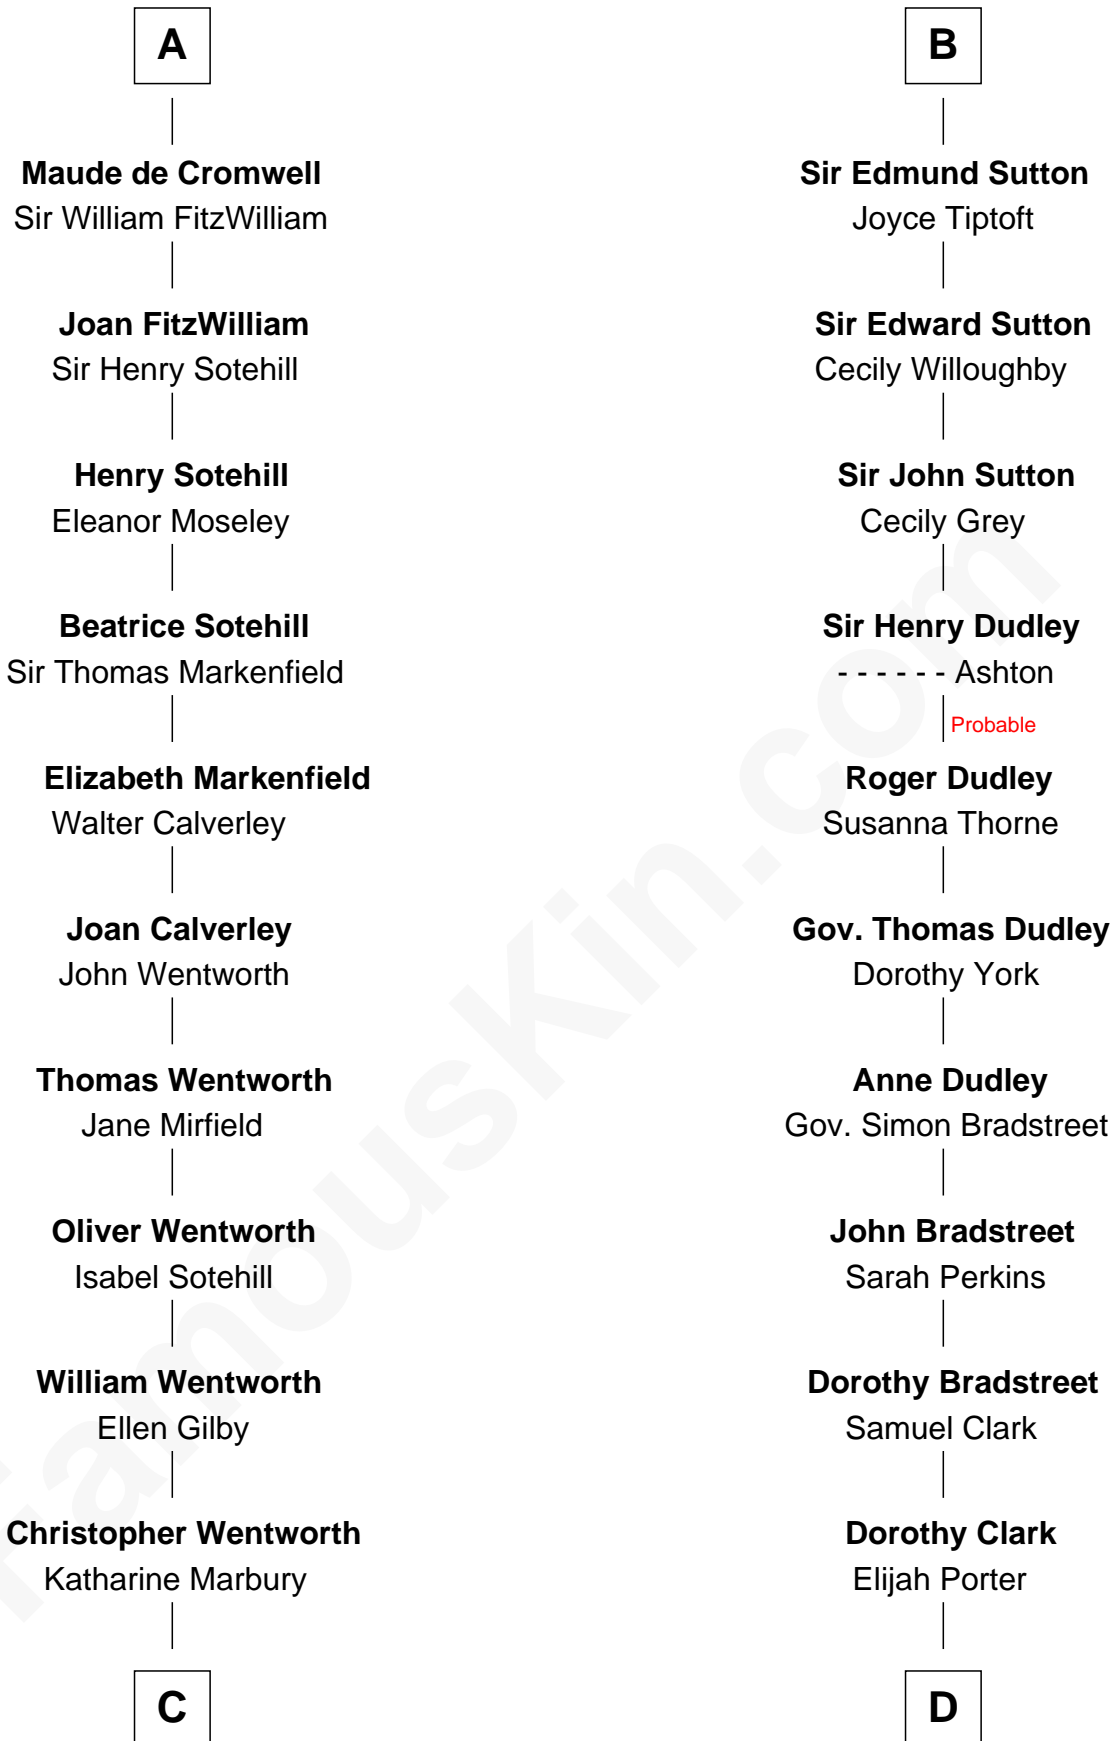 A
Maude de Cromwell
Sir William FitzWilliam
Joan FitzWilliam
Sir Henry Sotehill
Henry Sotehill
Eleanor Moseley
Beatrice Sotehill
Sir Thomas Markenfield
Elizabeth Markenfield
Walter Calverley
Joan Calverley
John Wentworth
Thomas Wentworth
Jane Mirfield
Oliver Wentworth
Isabel Sotehill
William Wentworth
Ellen Gilby
Christopher Wentworth
Katharine Marbury
C
B
Sir Edmund Sutton
Joyce Tiptoft
Sir Edward Sutton
Cecily Willoughby
Sir John Sutton
Cecily Grey
Sir Henry Dudley
- - - - - - Ashton
Probable
Roger Dudley
Susanna Thorne
Gov. Thomas Dudley
Dorothy York
Anne Dudley
Gov. Simon Bradstreet
John Bradstreet
Sarah Perkins
Dorothy Bradstreet
Samuel Clark
Dorothy Clark
Elijah Porter
D
FamousKin.com